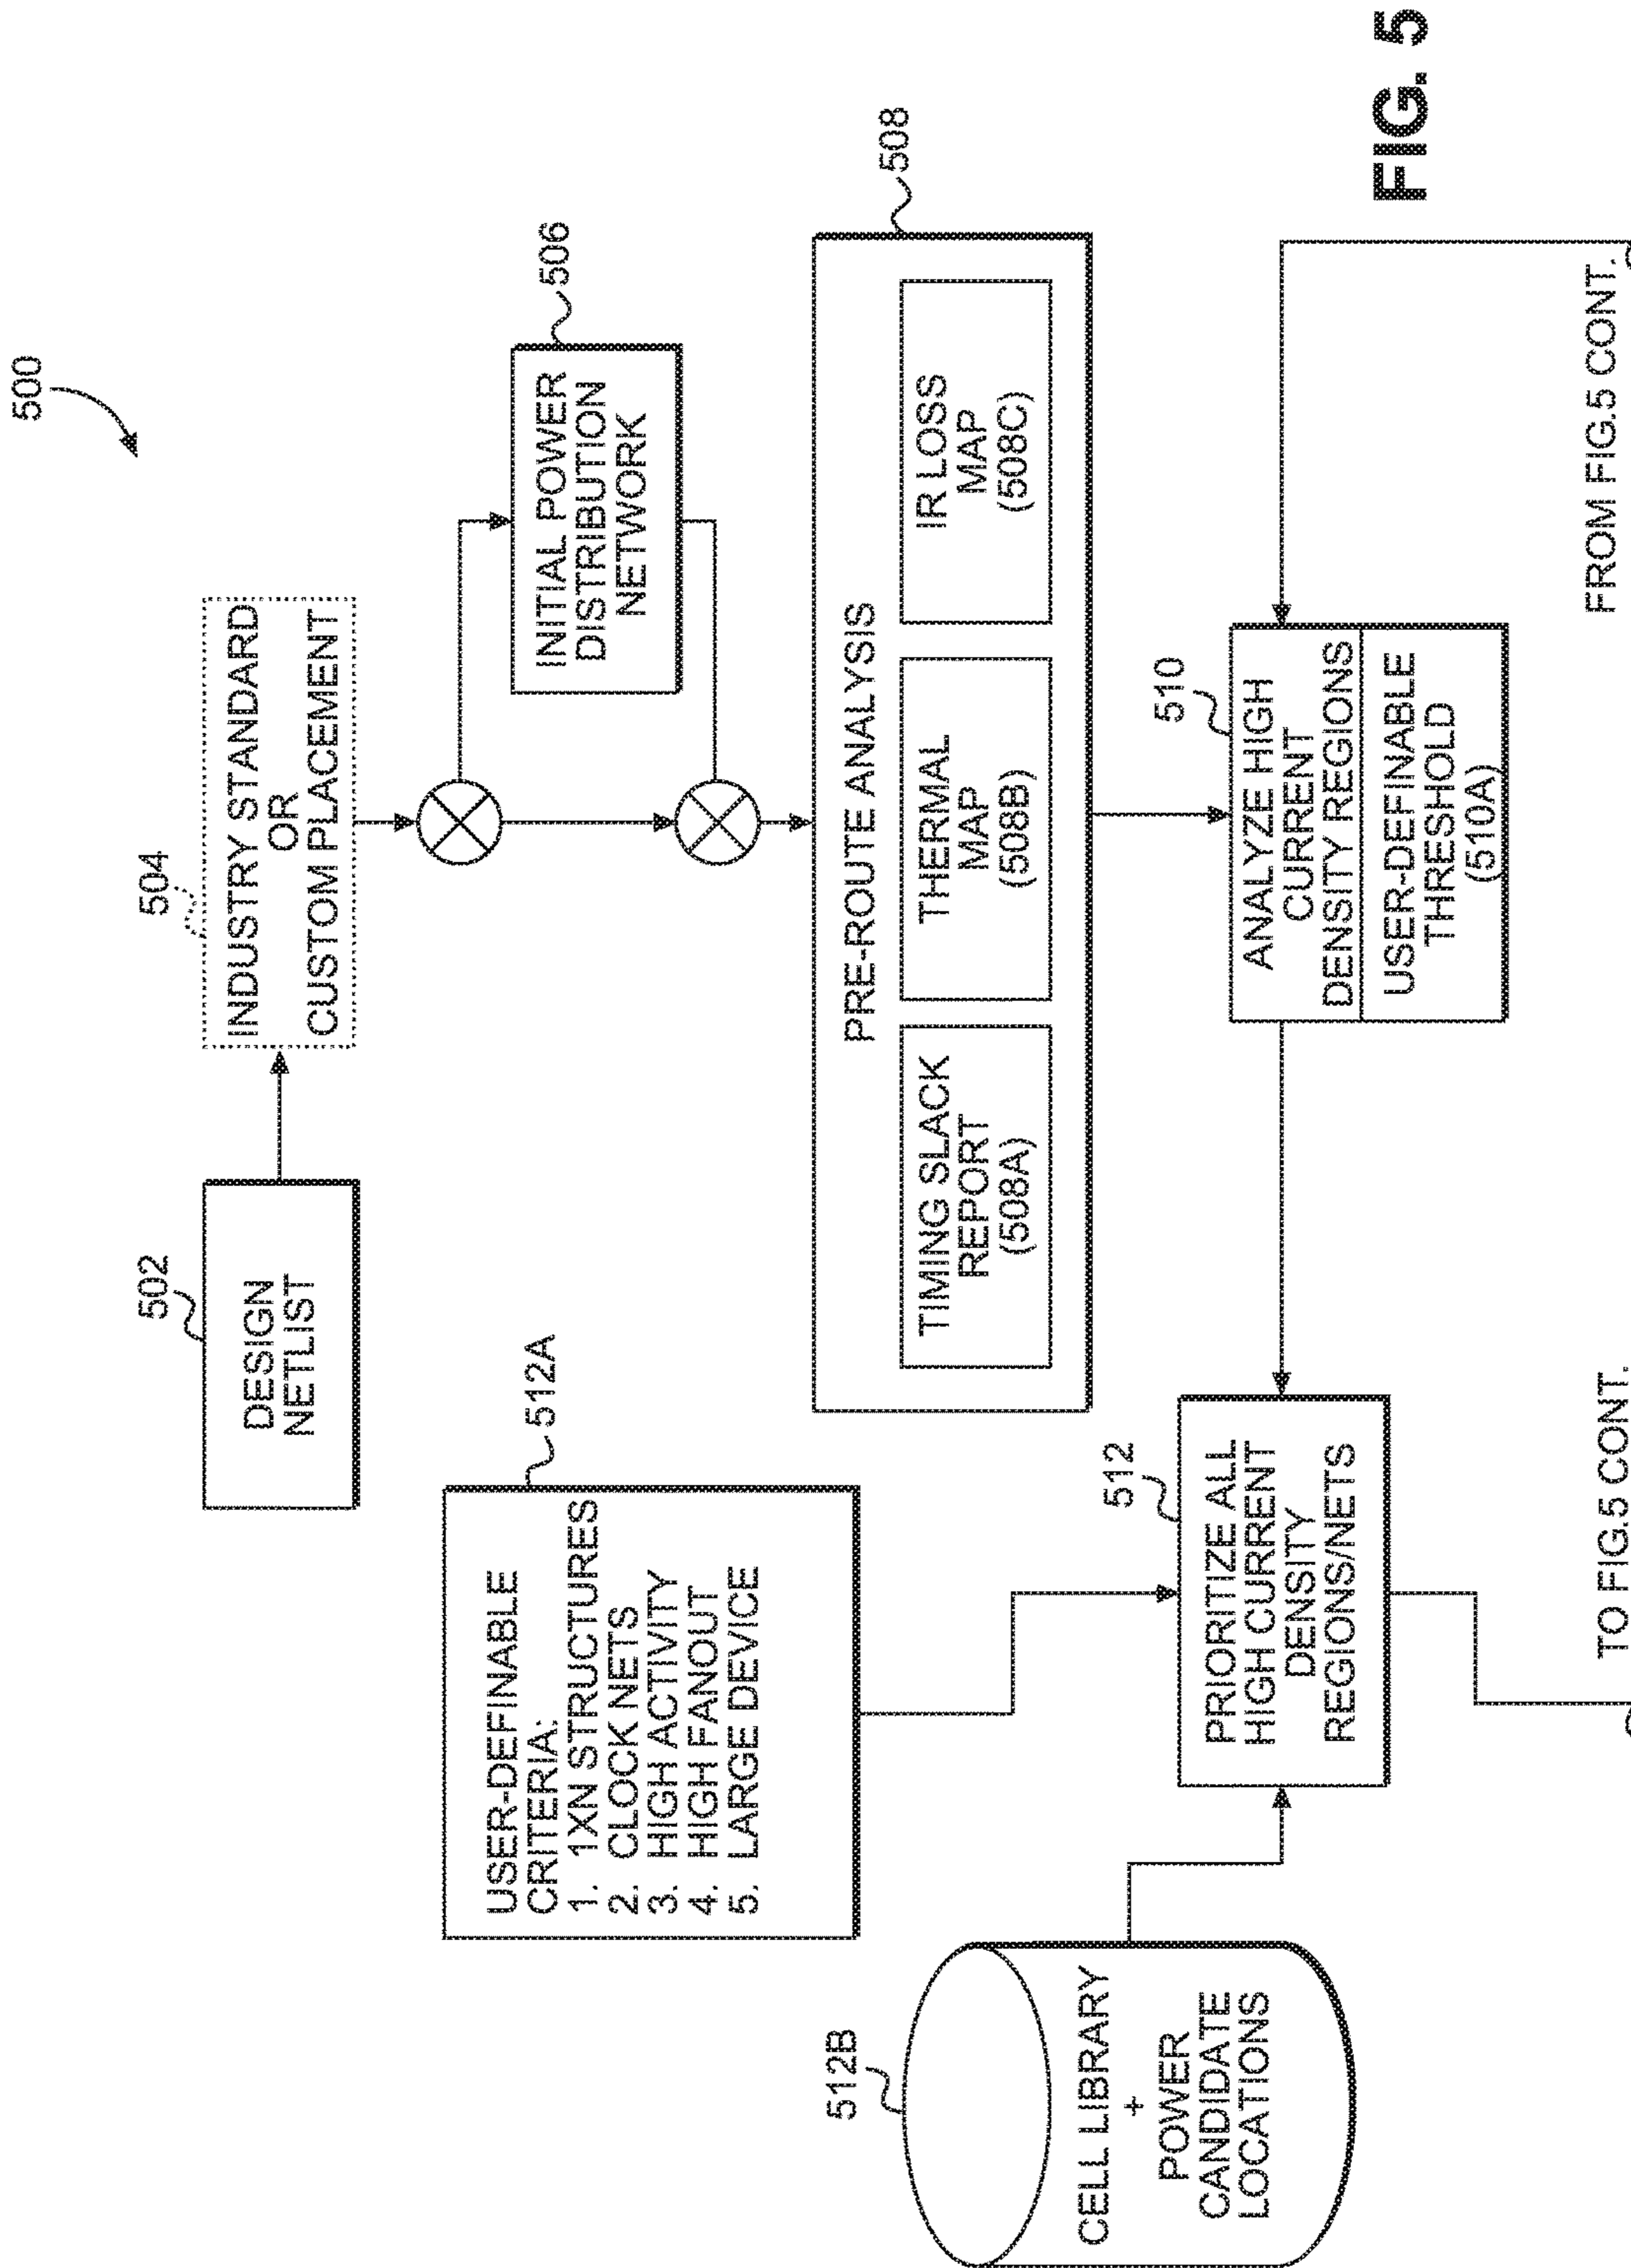 500
502
DESIGN
NETLIST
504
INDUSTRY STANDARD
OR
CUSTOM PLACEMENT
506
INITIAL POWER
DISTRIBUTION
NETWORK
512A
USER-DEFINABLE
CRITERIA:
1. 1XN STRUCTURES
2. CLOCK NETS
3. HIGH ACTIVITY
4. HIGH FANOUT
5. LARGE DEVICE
508
PRE-ROUTE ANALYSIS
TIMING SLACK
REPORT
(508A)
THERMAL
MAP
(508B)
IR LOSS
MAP
(508C)
512B
CELL LIBRARY
+
POWER
CANDIDATE
LOCATIONS
512
PRIORITIZE ALL
HIGH CURRENT
DENSITY
REGIONS/NETS
510
ANALYZE HIGH
CURRENT
DENSITY REGIONS
USER-DEFINABLE
THRESHOLD
(510A)
TO FIG.5 CONT.
FROM FIG.5 CONT.
FIG. 5